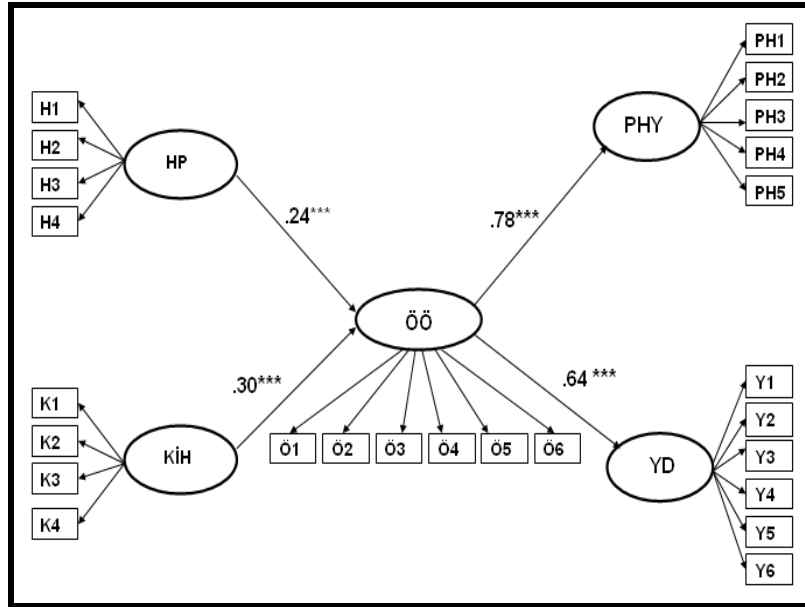 H1
H2
H3
H4
HP
.24***
K1
K2
K3
K4
KİH
.30***
ÖÖ
Ö1 Ö2 Ö3 Ö4 Ö5 Ö6
.78***
PHY
PH1
PH2
PH3
PH4
PH5
.64 ***
YD
Y1
Y2
Y3
Y4
Y5
Y6